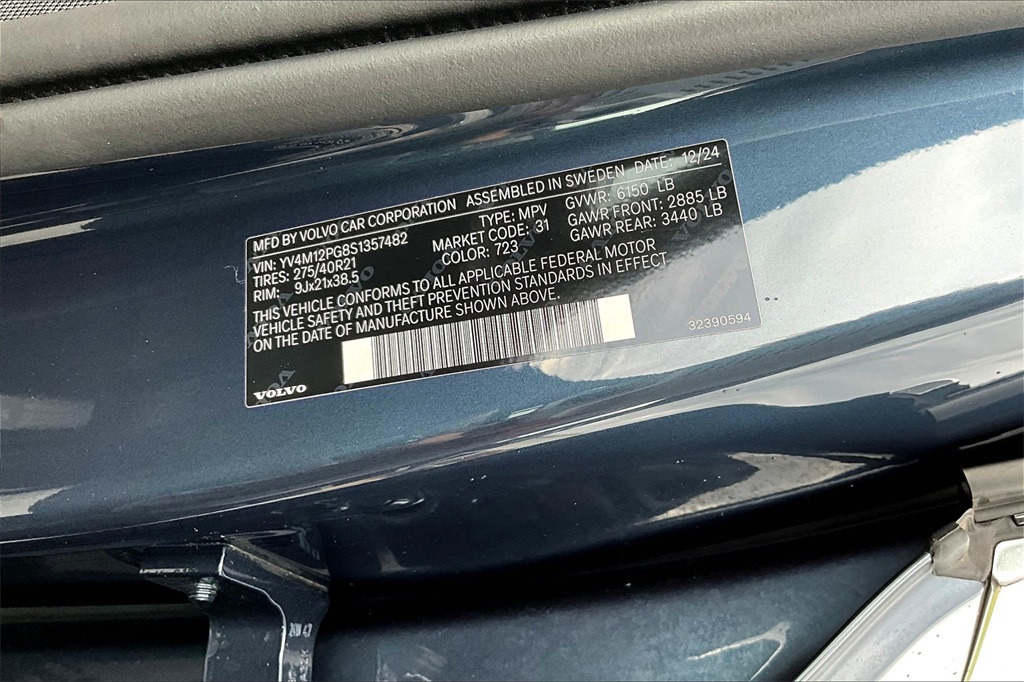 MFD BY VOLVO CAR CORPORATION ASSEMBLED IN SWEDEN DATE: 12/24
VIN: YV4M12PG8S1357482 TYPE: MPV GVWR: 6150 LB
TIRES: 275/40R21 MARKET CODE: 31 GAWR FRONT: 2885 LB
RIM: 9Jx21x38.5 COLOR: 723 GAWR REAR: 3440 LB
THIS VEHICLE CONFORMS TO ALL APPLICABLE FEDERAL MOTOR
VEHICLE SAFETY AND THEFT PREVENTION STANDARDS IN EFFECT
ON THE DATE OF MANUFACTURE SHOWN ABOVE.
32390594
VOLVO